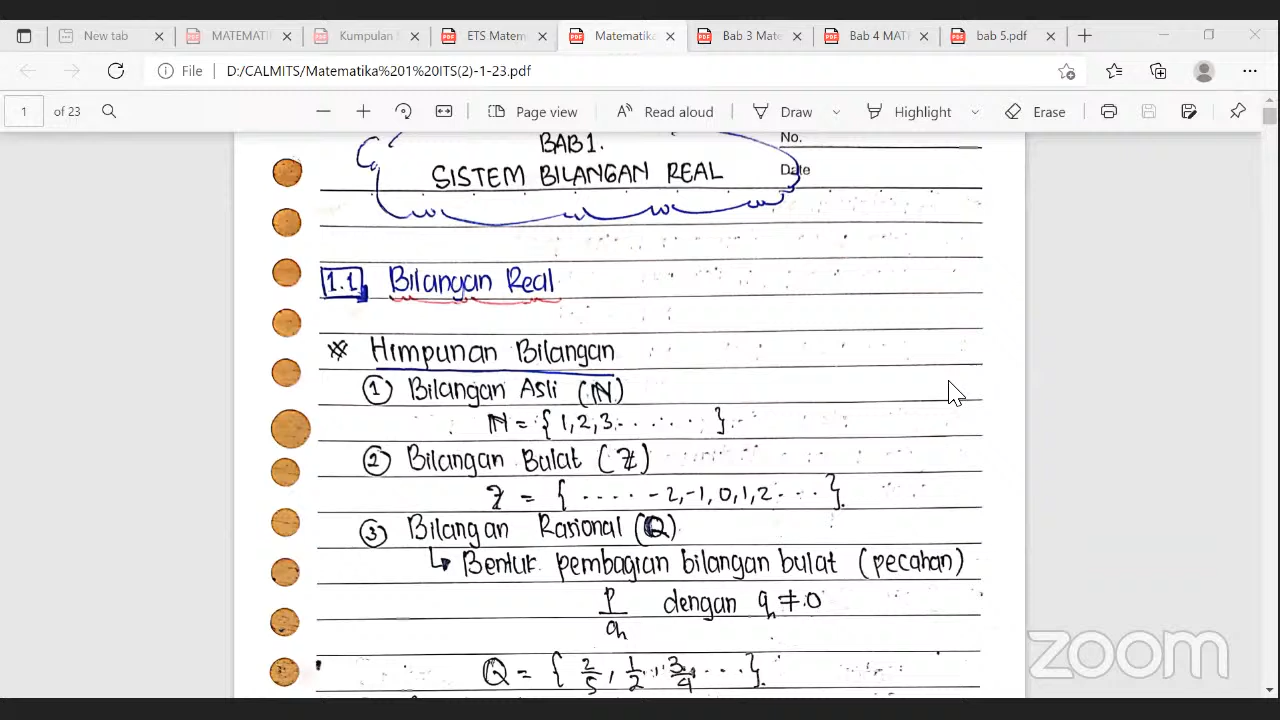 New tab
MATEMATI
Kumpulan
ETS Matem
Matematika
Bab 3 Mate
Bab 4 MAT
bab 5.pdf
File
D:/CALMITS/Matematika%201%20ITS(2)-1-23.pdf
1 of 23
Page view
Read aloud
Draw
Highlight
Erase
No.
BAB 1.
SISTEM BILANGAN REAL
Date
1.1 Bilangan Real
Himpunan Bilangan
① Bilangan Asli (ℕ)
ℕ = { 1,2,3. . . . . . . }.
② Bilangan Bulat (ℤ)
ℤ = { . . . . . -2,-1,0,1,2 . . . }.
③ Bilangan Rasional (ℚ)
↳ Bentuk pembagian bilangan bulat (pecahan)
p/q dengan q ≠ 0
ℚ = { 2/5, 1/2, 3/4, . . . }.
zoom